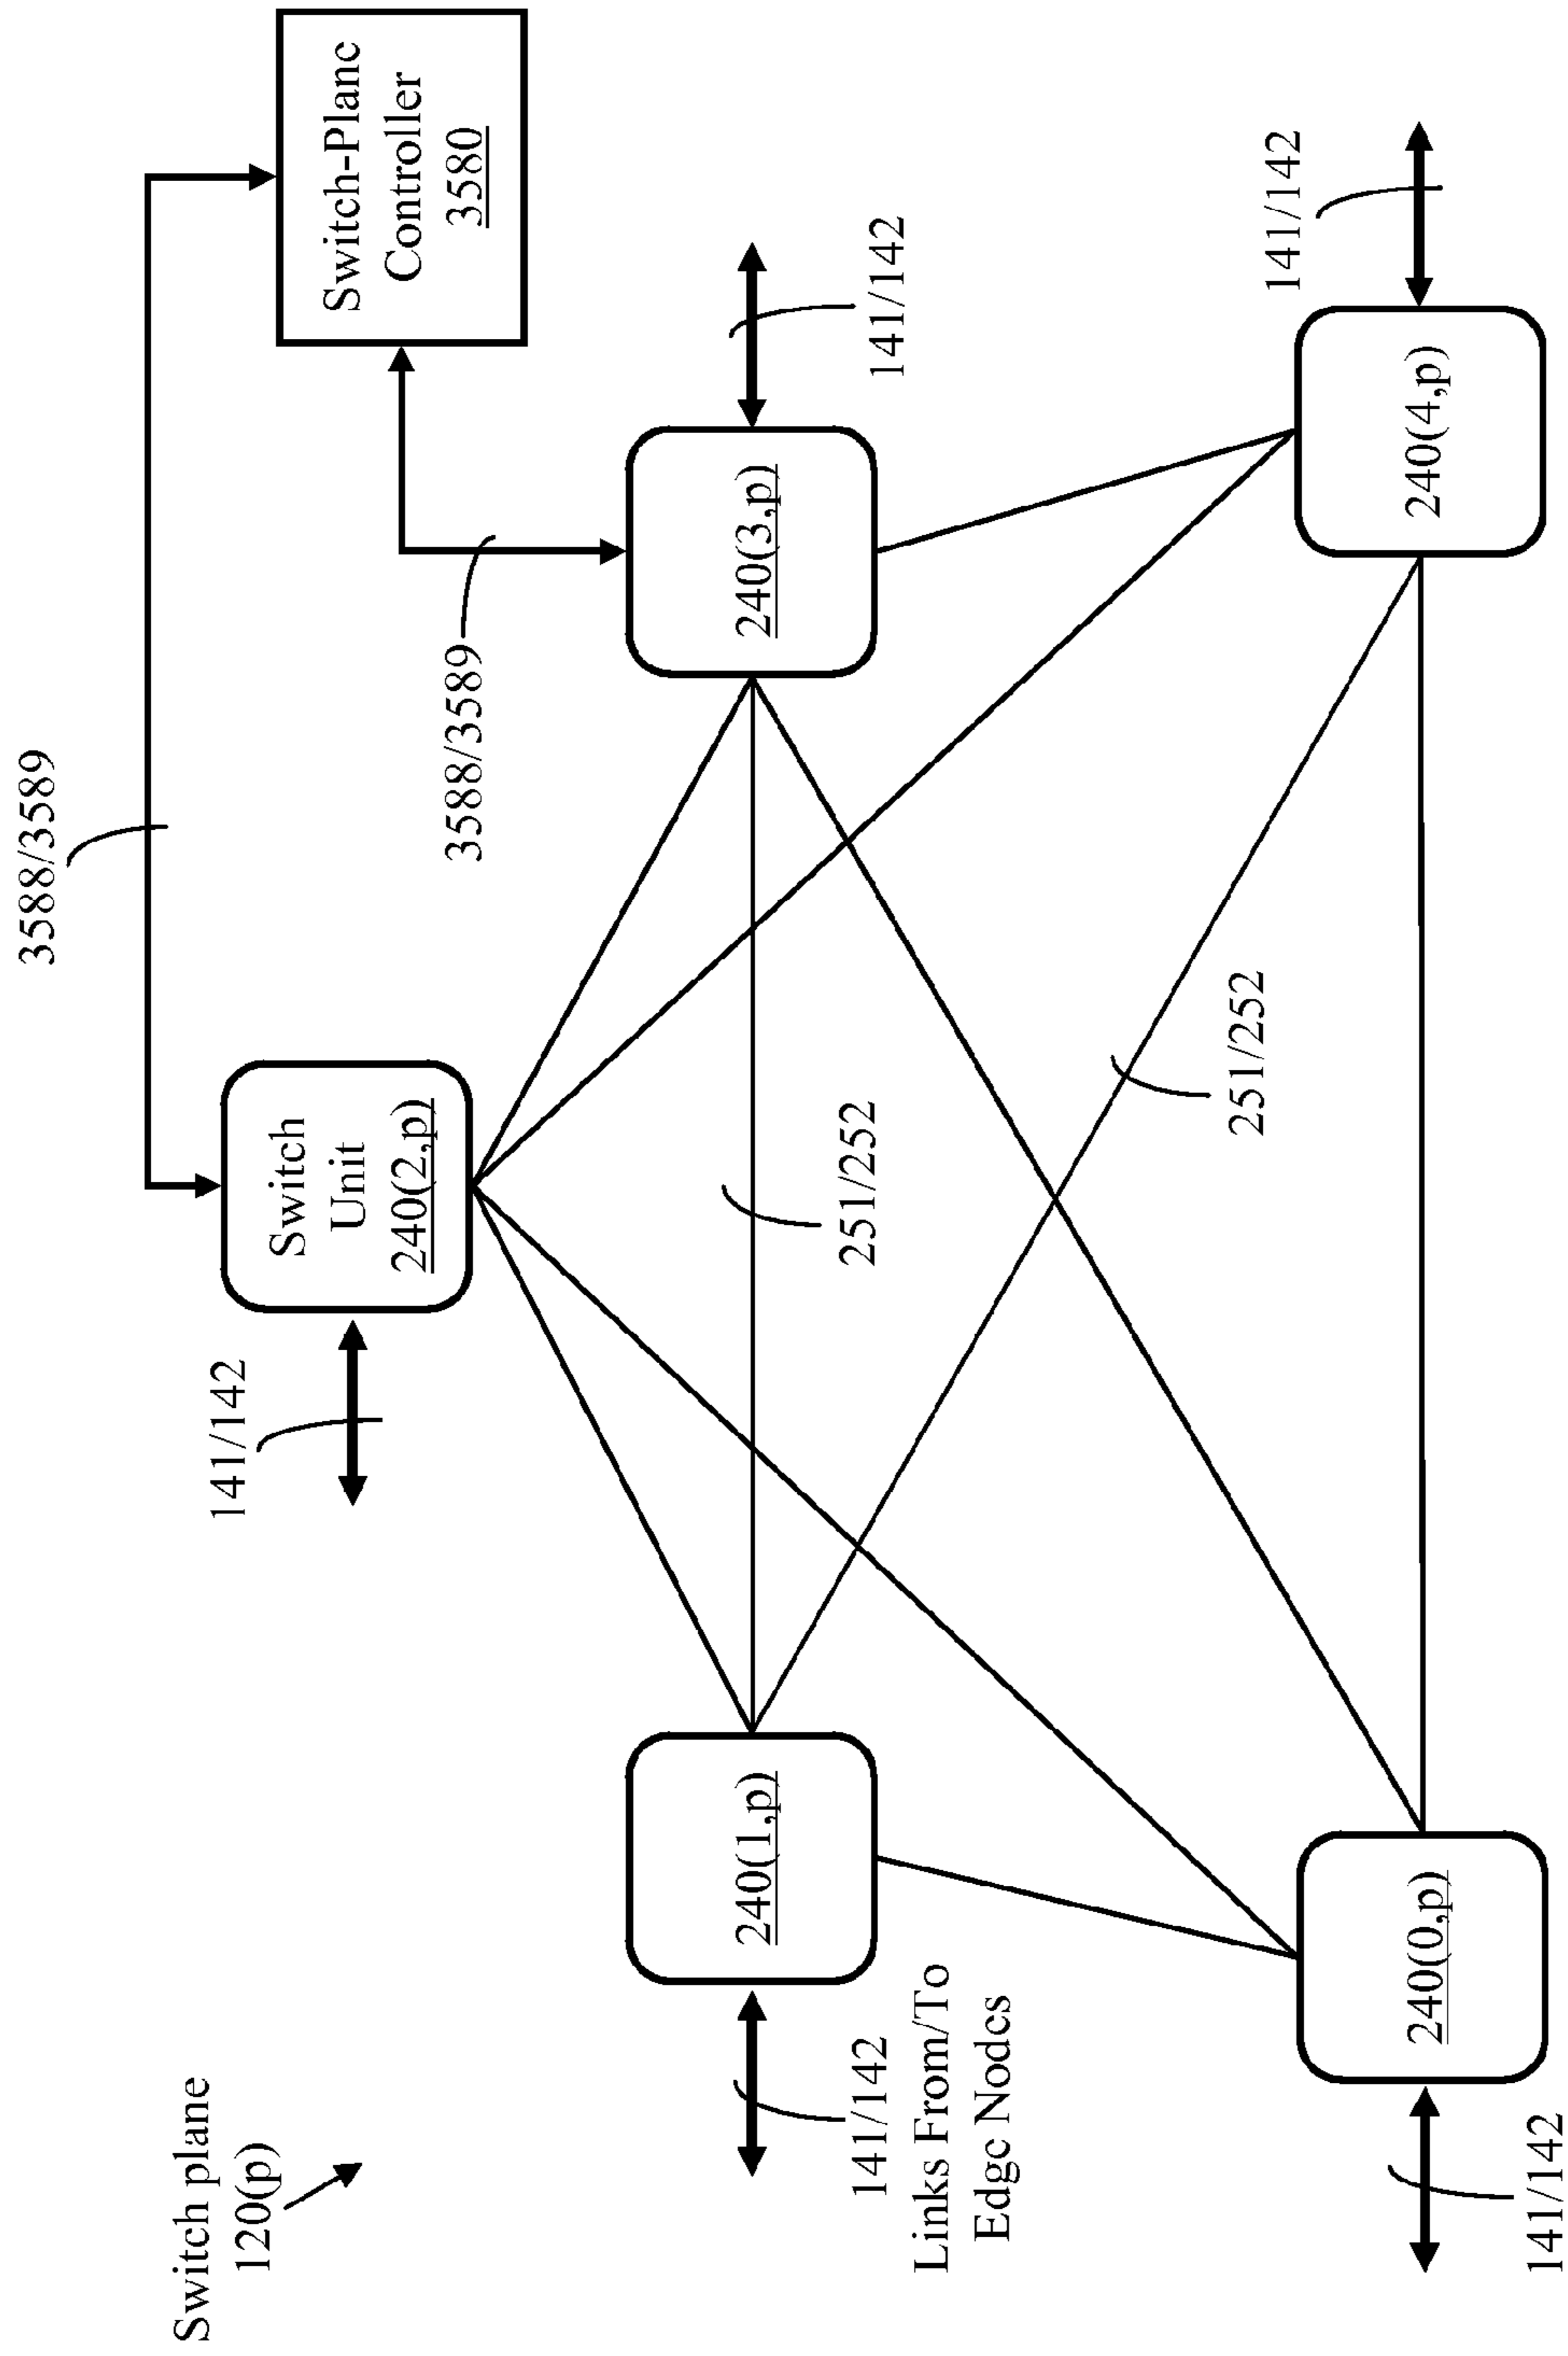 3588/3589
Switch-Plane
Controller
3580
Switch plane
120(p)
141/142
Switch
Unit
240(2,p)
3588/3589
240(1,p)
141/142
Links From/To
Edge Nodes
251/252
240(3,p)
141/142
251/252
141/142
240(0,p)
141/142
240(4,p)